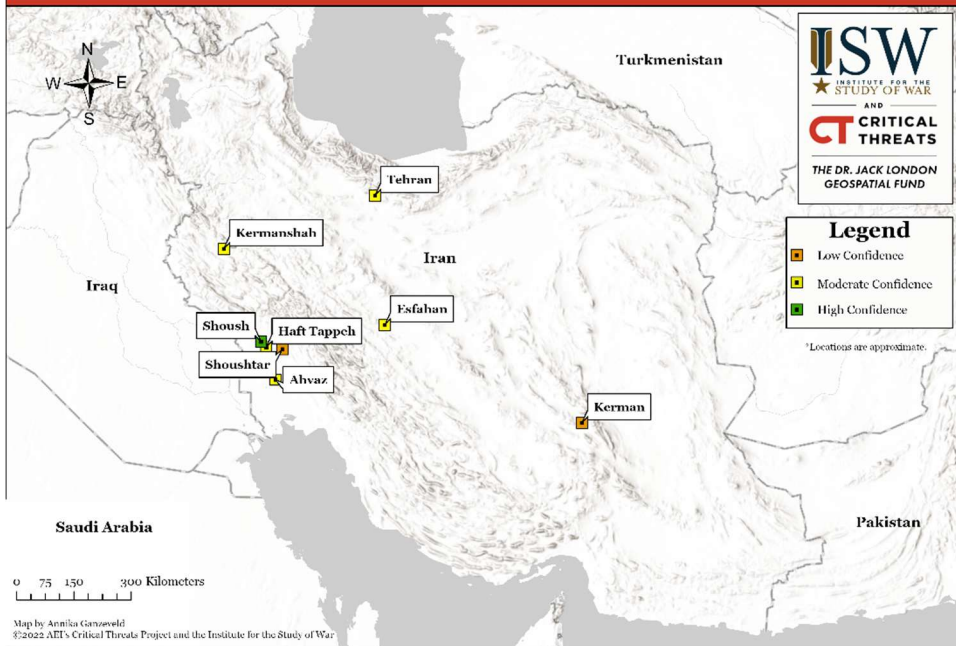 N
W E
S
Turkmenistan
ISW
INSTITUTE FOR THE
STUDY OF WAR
AND
CT CRITICAL
THREATS
THE DR. JACK LONDON
GEOSPATIAL FUND
Tehran
Kermanshah
Iran
Iraq
Legend
Low Confidence
Moderate Confidence
High Confidence
*Locations are approximate.
Esfahan
Shoush
Haft Tappeh
Shoushtar
Ahvaz
Kerman
Saudi Arabia
Pakistan
0 75 150 300 Kilometers
Map by Annika Ganzeveld
©2022 AEI's Critical Threats Project and the Institute for the Study of War